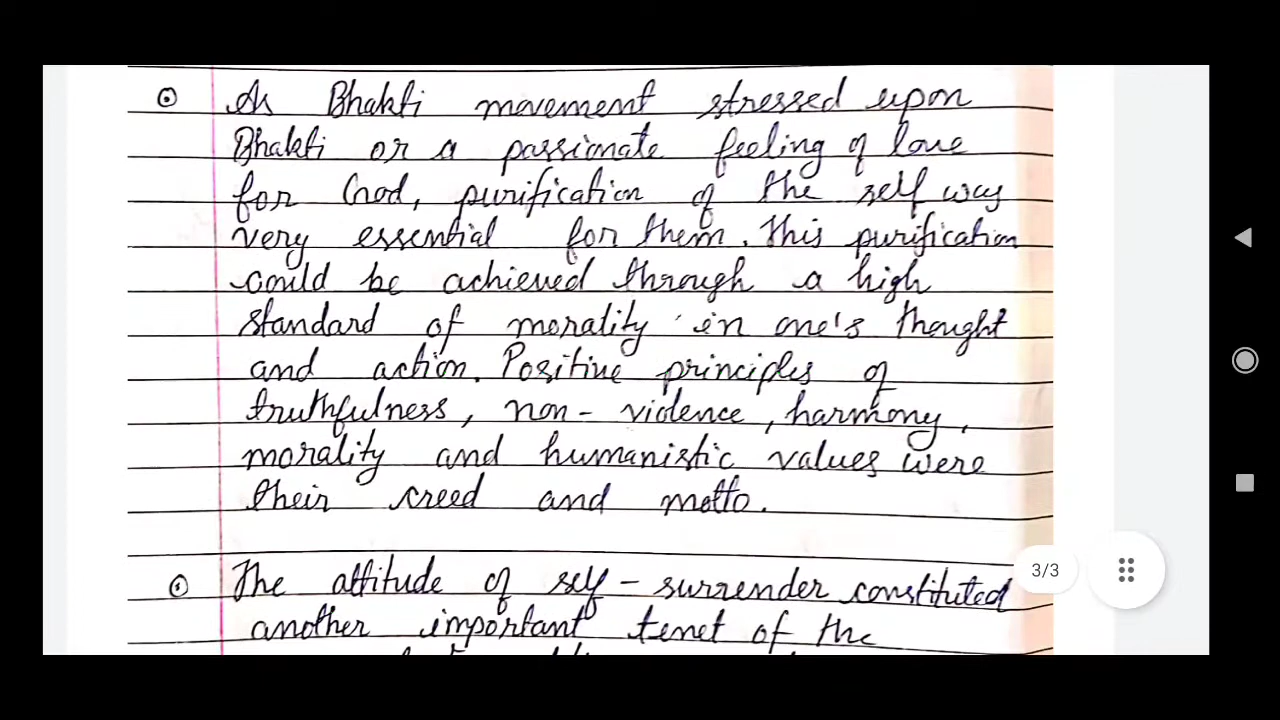 As Bhakti movement stressed upon
Bhakti or a passionate feeling of love
for God, purification of the self was
very essential for them. This purification
could be achieved through a high
standard of morality in one's thought
and action. Positive principles of
truthfulness, non-violence, harmony,
morality and humanistic values were
their creed and motto.
The attitude of self-surrender constituted
another important tenet of the
3/3